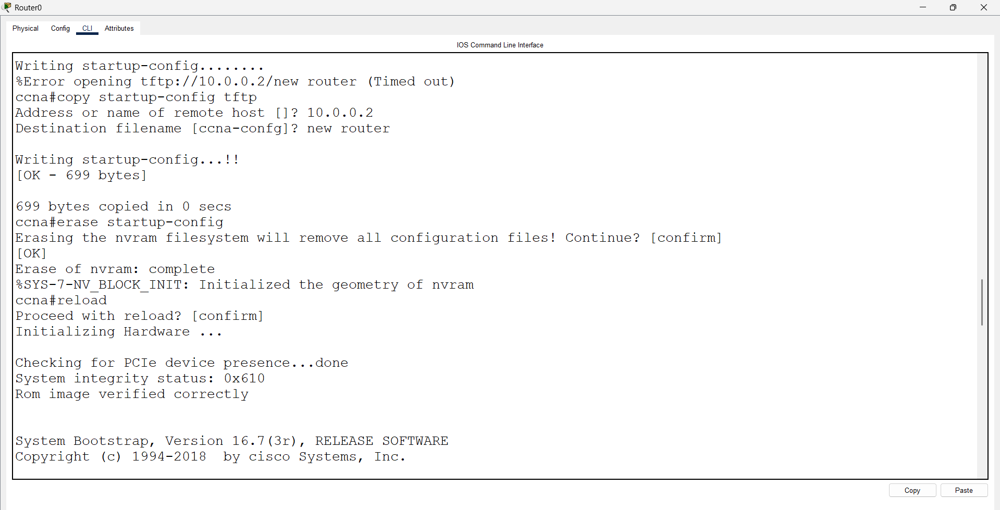 Router0
Physical Config CLI Attributes
IOS Command Line Interface
Writing startup-config........
%Error opening tftp://10.0.0.2/new router (Timed out)
ccna#copy startup-config tftp
Address or name of remote host []? 10.0.0.2
Destination filename [ccna-confg]? new router
Writing startup-config...!!
[OK - 699 bytes]
699 bytes copied in 0 secs
ccna#erase startup-config
Erasing the nvram filesystem will remove all configuration files! Continue? [confirm]
[OK]
Erase of nvram: complete
%SYS-7-NV_BLOCK_INIT: Initialized the geometry of nvram
ccna#reload
Proceed with reload? [confirm]
Initializing Hardware ...
Checking for PCIe device presence...done
System integrity status: 0x610
Rom image verified correctly
System Bootstrap, Version 16.7(3r), RELEASE SOFTWARE
Copyright (c) 1994-2018  by cisco Systems, Inc.
Copy Paste